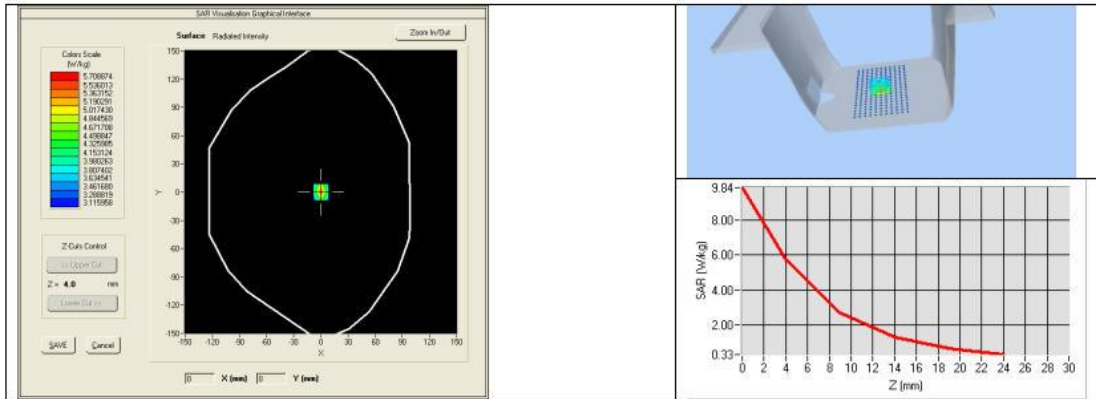 SAR Visualisation Graphical Interface
Surface Radiated Intensity
Zoom In/Out
Colors Scale
(W/kg)
5.708874
5.536013
5.363152
5.190291
5.017430
4.844569
4.671708
4.498847
4.325985
4.153124
3.980263
3.807402
3.634541
3.461680
3.288819
3.115958
Z-Cuts Control
<< Upper Cut
Z = 4.0 mm
Lower Cut >>
SAVE Cancel
150
120
90
60
30
0
-30
-60
-90
-120
-150
Y
-150 -120 -90 -60 -30 0 30 60 90 120 150
X
0 X (mm) 0 Y (mm)
9.84
8.00
6.00
4.00
2.00
0.33
SAR (W/kg)
0 2 4 6 8 10 12 14 16 18 20 22 24 26 28 30
Z (mm)